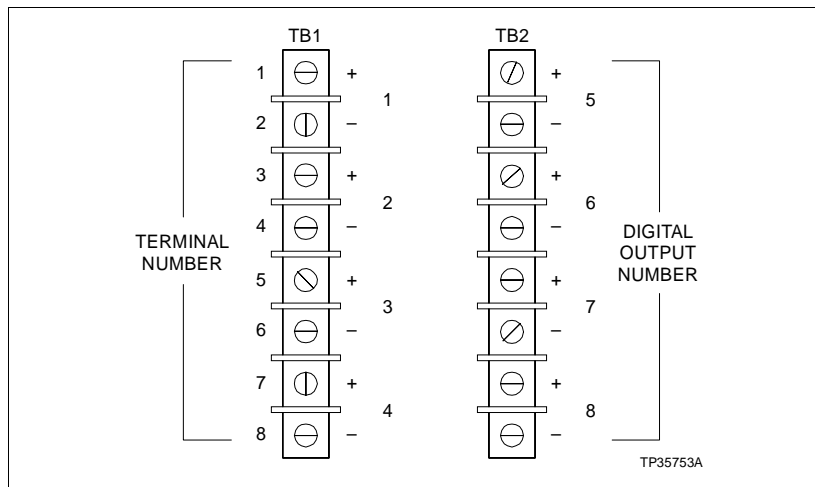 TB1 TB2
1 + + 
1 5
2 – –
3 + +
2 6
4 – –
TERMINAL
NUMBER
DIGITAL
OUTPUT
NUMBER
5 + +
3 7
6 – –
7 + +
4 8
8 – –
TP35753A